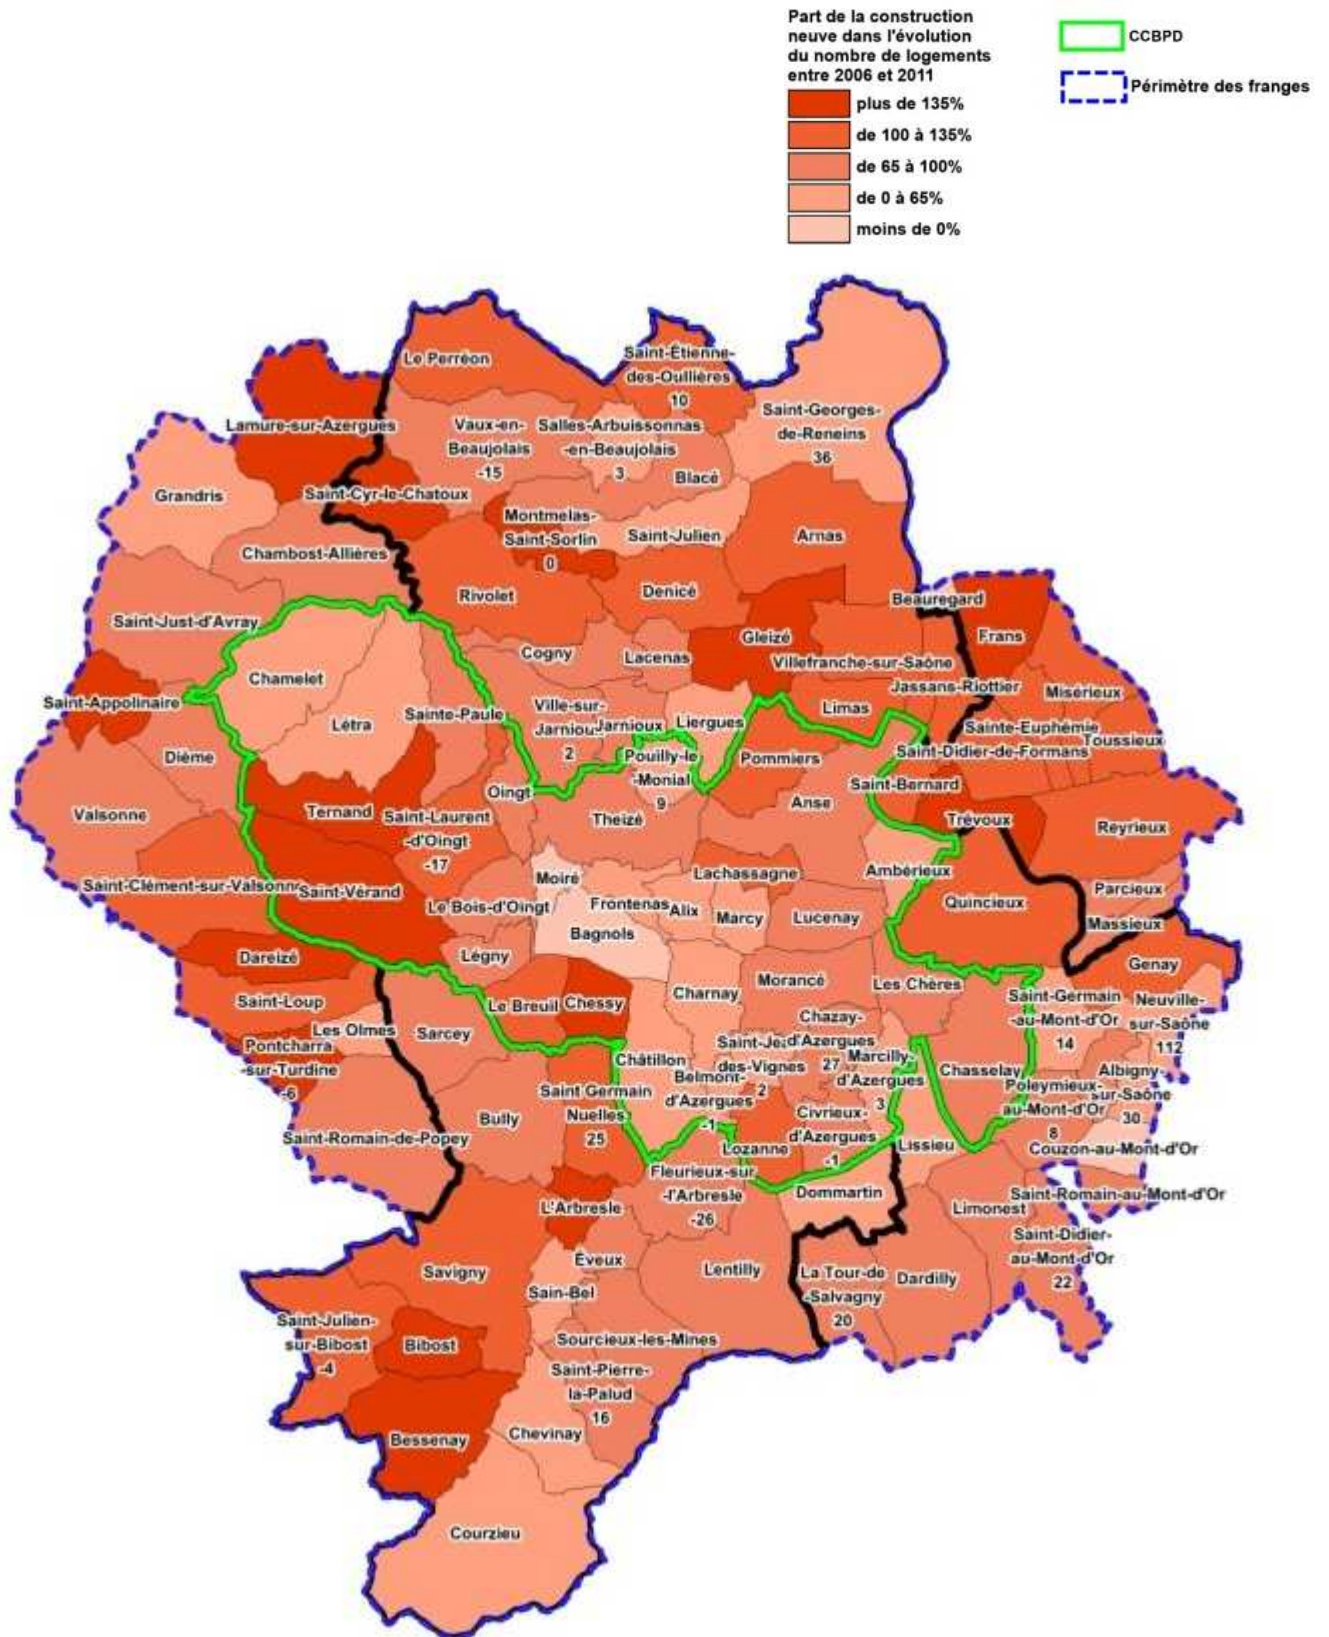 Part de la construction
neuve dans l'évolution
du nombre de logements
entre 2006 et 2011
plus de 135%
de 100 à 135%
de 65 à 100%
de 0 à 65%
moins de 0%
CCBPD
Périmètre des franges
Le Perréon
Saint-Étienne-
des-Oullières
10
Lamure-sur-Azergues
Vaux-en-
Beaujolais
-15
Salles-Arbuissonnas
-en-Beaujolais
3
Saint-Georges-
de-Reneins
36
Blacé
Grandris
Saint-Cyr-le-Chatoux
Montmelas-
Saint-Sorlin
0
Saint-Julien
Arnas
Chambost-Allières
Rivolet
Denicé
Beauregard
Saint-Just-d'Avray
Gleizé
Frans
Cogny
Lacenas
Villefranche-sur-Saône
Chamelet
Jassans-Riottier
Misérieux
Saint-Appolinaire
Létra
Sainte-Paule
Ville-sur-
Jarnioux
2
Jarnioux
Liergues
Limas
Sainte-Euphémie
Toussieux
Saint-Didier-de-Formans
Dième
Pouilly-le
-Monial
9
Pommiers
Saint-Bernard
Oingt
Anse
Valsonne
Ternand
Saint-Laurent
-d'Oingt
-17
Theizé
Trévoux
Reyrieux
Saint-Clément-sur-Valsonne
Saint-Vérand
Moiré
Lachassagne
Ambérieux
Parcieux
Le Bois-d'Oingt
Frontenas
Alix
Marcy
Lucenay
Quincieux
Massieux
Bagnols
Dareizé
Légny
Genay
Saint-Loup
Le Breuil
Chessy
Charnay
Morancé
Les Chères
Saint-Germain
-au-Mont-d'Or
14
Neuville-
sur-Saône
112
Les Olmes
Sarcey
Pontcharra
-sur-Turdine
-6
Châtillon
Saint-Jean
-des-Vignes
2
Chazay-
d'Azergues
27
Marcilly-
d'Azergues
3
Chasselay
Albigny-
sur-Saône
30
Belmont-
d'Azergues
-1
Poleymieux-
au-Mont-d'Or
8
Saint Germain
Nuelles
25
Bully
Civrieux-
d'Azergues
-1
Lozanne
Lissieu
Couzon-au-Mont-d'Or
Saint-Romain-de-Popey
Fleurieux-sur
-l'Arbresle
-26
Dommartin
Saint-Romain-au-Mont-d'Or
L'Arbresle
Limonest
Saint-Didier-
au-Mont-d'Or
22
Éveux
Savigny
Lentilly
La Tour-de
-Salvagny
20
Dardilly
Sain-Bel
Saint-Julien-
sur-Bibost
-4
Bibost
Sourcieux-les-Mines
Saint-Pierre-
la-Palud
16
Bessenay
Chevinay
Courzieu